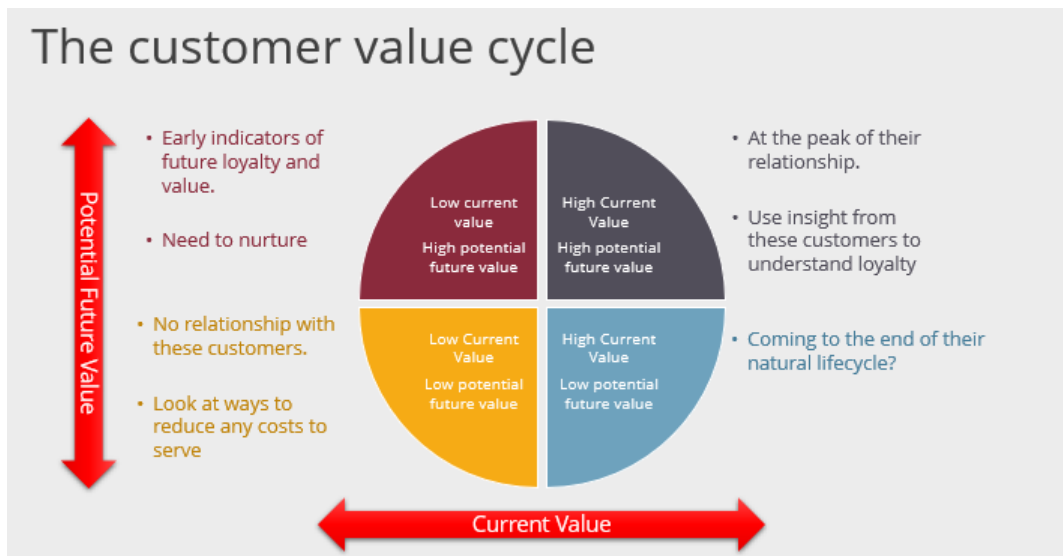 The customer value cycle
Potential Future Value
• Early indicators of
future loyalty and
value.
• Need to nurture
Low current
value
High potential
future value
High Current
Value
High potential
future value
• At the peak of their
relationship.
• Use insight from
these customers to
understand loyalty
• No relationship with
these customers.
• Look at ways to
reduce any costs to
serve
Low Current
Value
Low potential
future value
High Current
Value
Low potential
future value
• Coming to the end of their
natural lifecycle?
Current Value